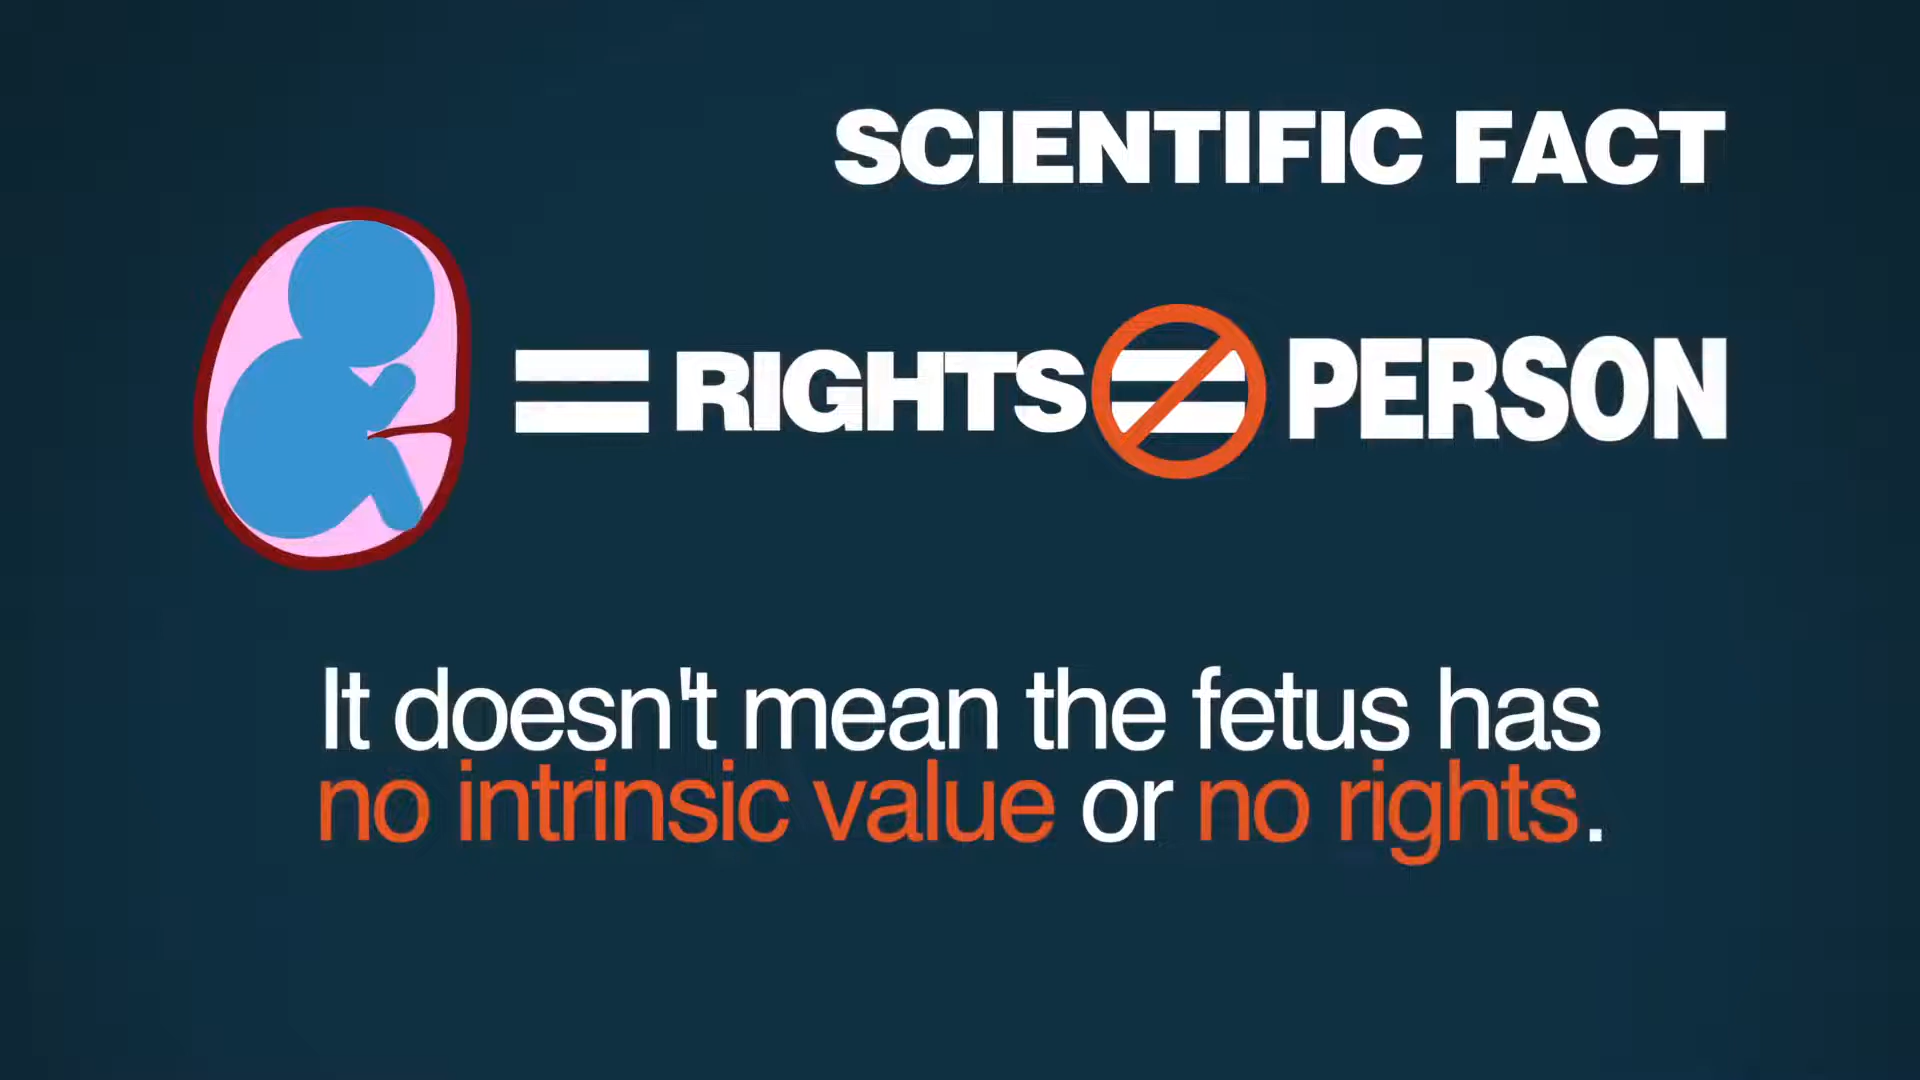 SCIENTIFIC FACT
= RIGHTS = PERSON
It doesn't mean the fetus has
no intrinsic value or no rights.